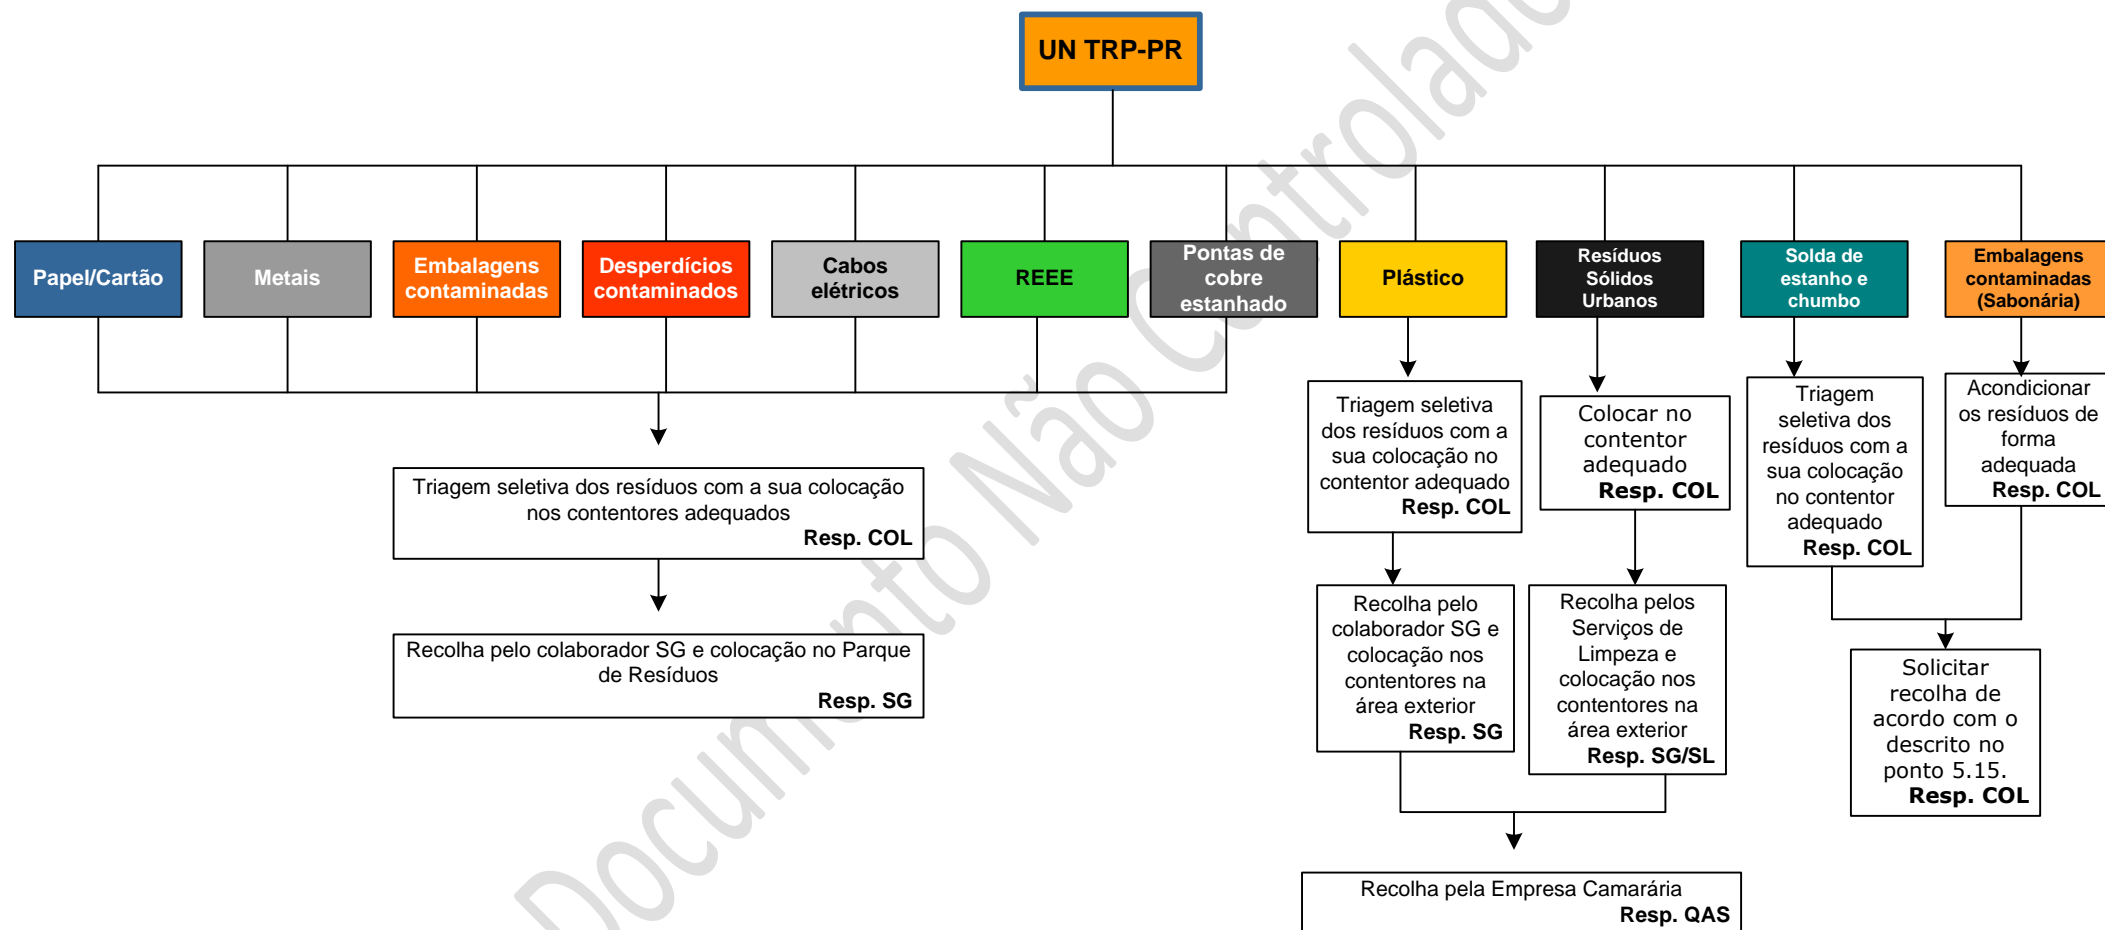 UN TRP-PR
Papel/Cartão
Metais
Embalagens
contaminadas
Desperdícios
contaminados
Cabos
elétricos
REEE
Pontas de
cobre
estanhado
Plástico
Resíduos
Sólidos
Urbanos
Solda de
estanho e
chumbo
Embalagens
contaminadas
(Sabonária)
Triagem seletiva dos resíduos com a sua colocação
nos contentores adequados
Resp. COL
Recolha pelo colaborador SG e colocação no Parque
de Resíduos
Resp. SG
Triagem seletiva
dos resíduos com a
sua colocação no
contentor adequado
Resp. COL
Recolha pelo
colaborador SG e
colocação nos
contentores na
área exterior
Resp. SG
Colocar no
contentor
adequado
Resp. COL
Recolha pelos
Serviços de
Limpeza e
colocação nos
contentores na
área exterior
Resp. SG/SL
Recolha pela Empresa Camarária
Resp. QAS
Triagem
seletiva dos
resíduos com a
sua colocação
no contentor
adequado
Resp. COL
Acondicionar
os resíduos de
forma
adequada
Resp. COL
Solicitar
recolha de
acordo com o
descrito no
ponto 5.15.
Resp. COL
Documento Não Controlado